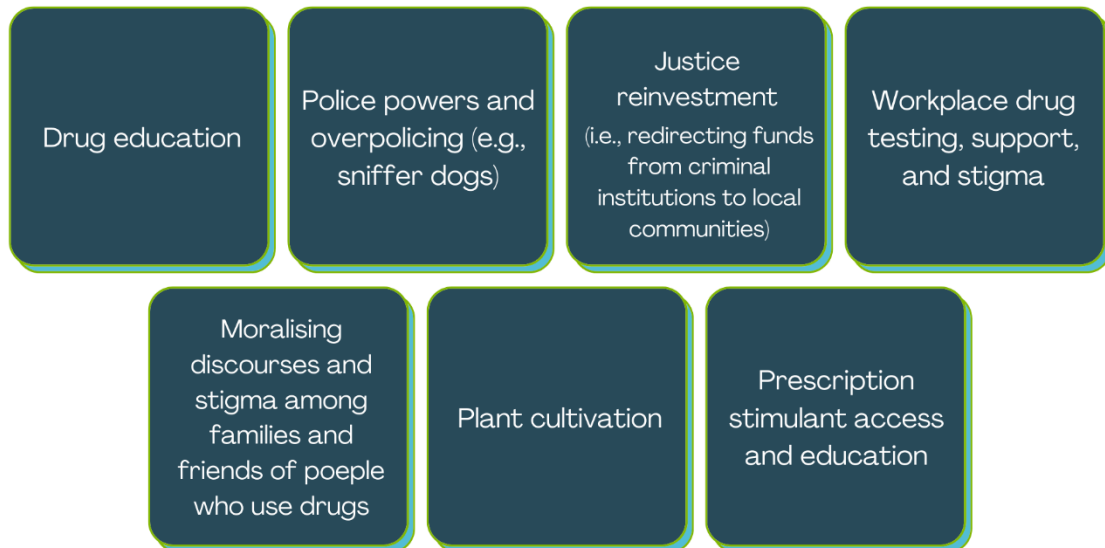 Drug education
Police powers and
overpolicing (e.g.,
sniffer dogs)
Justice
reinvestment
(i.e., redirecting funds
from criminal
institutions to local
communities)
Workplace drug
testing, support,
and stigma
Moralising
discourses and
stigma among
families and
friends of poeple
who use drugs
Plant cultivation
Prescription
stimulant access
and education